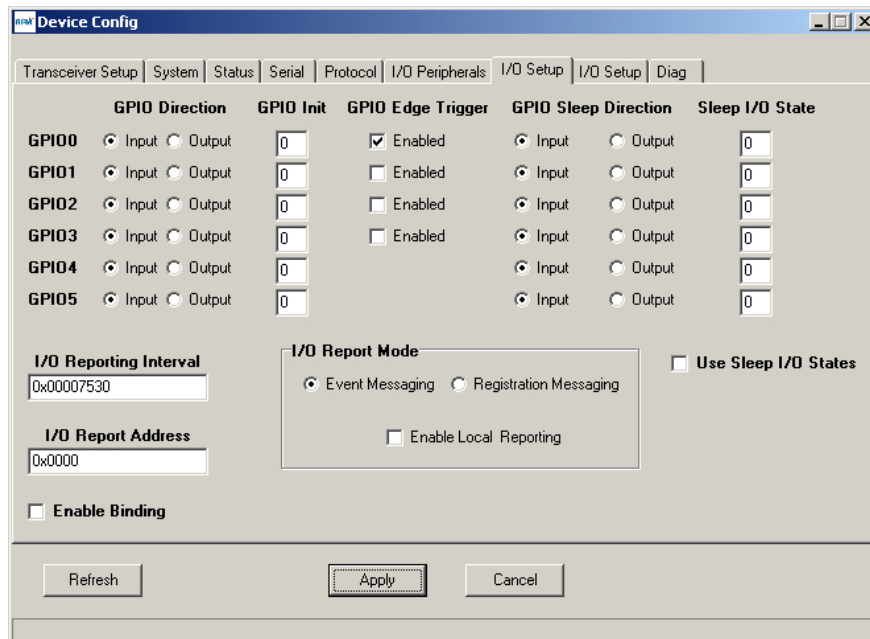 RFM Device Config
Transceiver Setup System Status Serial Protocol I/O Peripherals I/O Setup I/O Setup Diag
GPIO Direction GPIO Init GPIO Edge Trigger GPIO Sleep Direction Sleep I/O State
GPIO0 Input Output 0 Enabled Input Output 0
GPIO1 Input Output 0 Enabled Input Output 0
GPIO2 Input Output 0 Enabled Input Output 0
GPIO3 Input Output 0 Enabled Input Output 0
GPIO4 Input Output 0 Input Output 0
GPIO5 Input Output 0 Input Output 0
I/O Reporting Interval
0x00007530
I/O Report Mode
Event Messaging Registration Messaging
Enable Local Reporting
Use Sleep I/O States
I/O Report Address
0x0000
Enable Binding
Refresh Apply Cancel